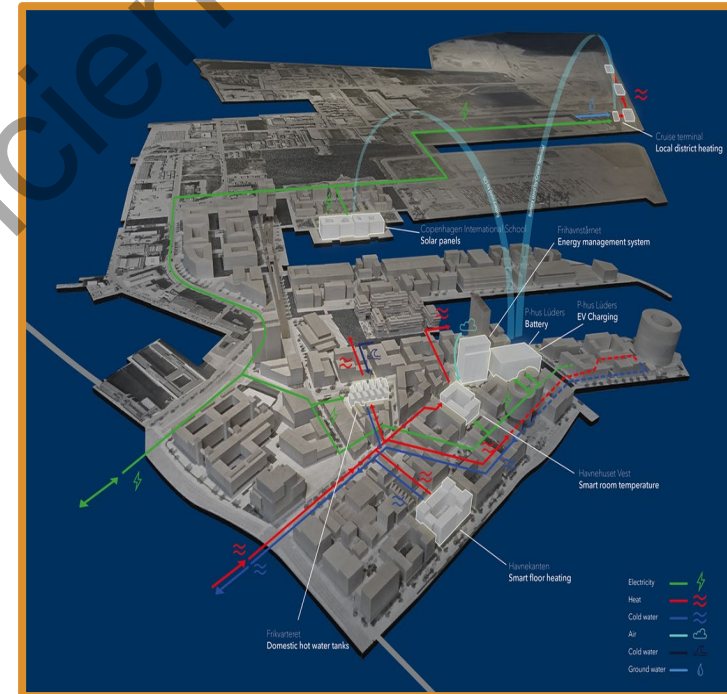 Cruise terminal
Local district heating
Copenhagen International School
Solar panels
Frihavnstårnet
Energy management system
P-hus Lüders
Battery
P-hus Lüders
EV Charging
Havnehuset Vest
Smart room temperature
Havnekanten
Smart floor heating
Frikvarteret
Domestic hot water tanks
Electricity
Heat
Cold water
Air
Cold water
Ground water